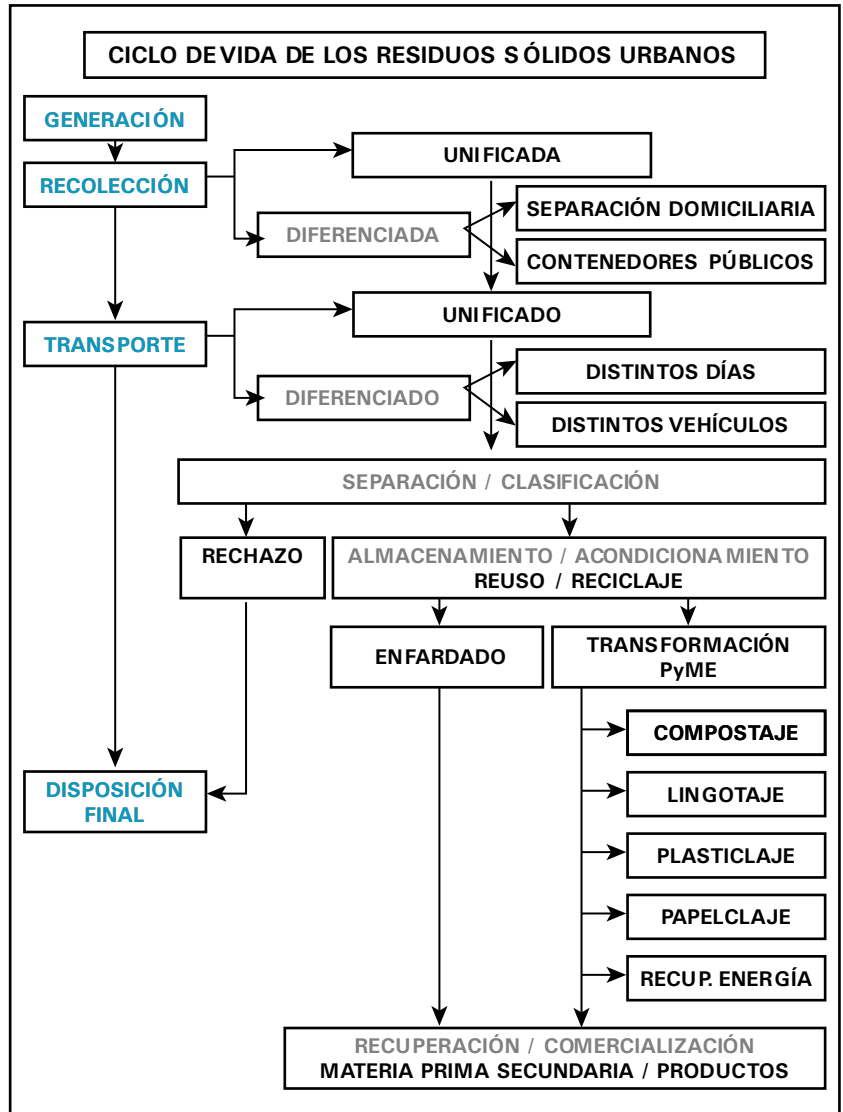 CICLO DE VIDA DE LOS RESIDUOS SÓLIDOS URBANOS
GENERACIÓN
RECOLECCIÓN
UNIFICADA
DIFERENCIADA
SEPARACIÓN DOMICILIARIA
CONTENEDORES PÚBLICOS
TRANSPORTE
UNIFICADO
DIFERENCIADO
DISTINTOS DÍAS
DISTINTOS VEHÍCULOS
SEPARACIÓN / CLASIFICACIÓN
RECHAZO
ALMACENAMIENTO / ACONDICIONAMIENTO
REUSO / RECICLAJE
ENFARDADO
TRANSFORMACIÓN
PyME
COMPOSTAJE
LINGOTAJE
PLASTICLAJE
PAPELCLAJE
RECUP. ENERGÍA
DISPOSICIÓN
FINAL
RECUPERACIÓN / COMERCIALIZACIÓN
MATERIA PRIMA SECUNDARIA / PRODUCTOS